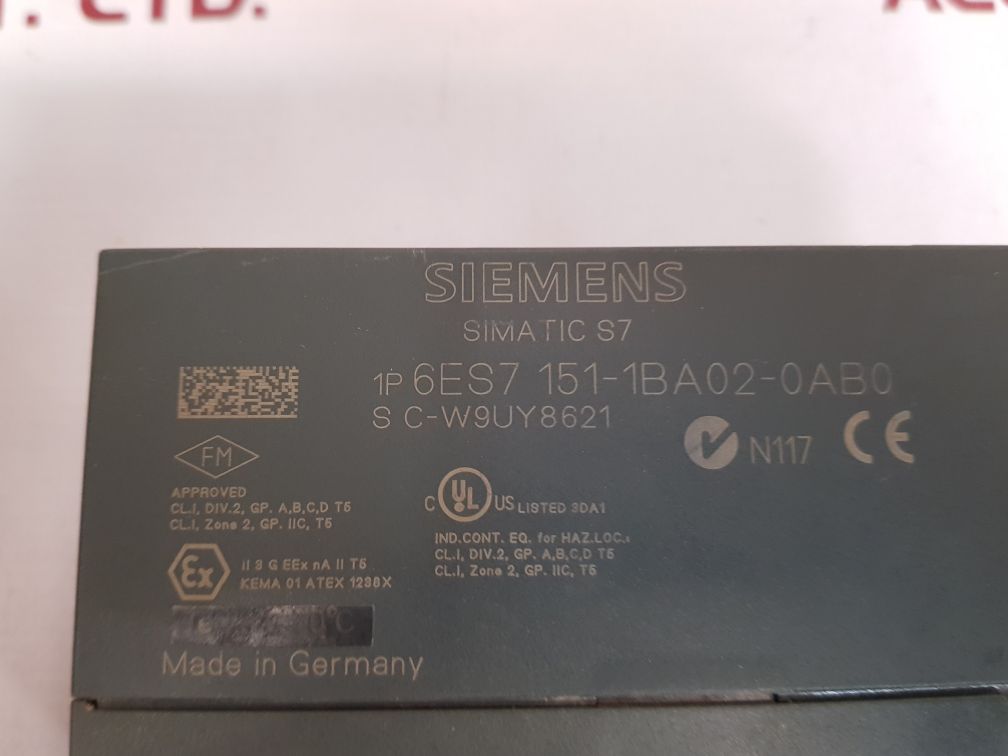 T. LTD.
SIEMENS
SIMATIC S7
1P 6ES7 151-1BA02-0AB0
S C-W9UY8621
N117 CE
FM
APPROVED
CL.I, DIV.2, GP. A,B,C,D T5
CL.I, Zone 2, GP. IIC, T5
C UL US LISTED 3DA1
IND.CONT. EQ. for HAZ.LOC.:
CL.I, DIV.2, GP. A,B,C,D T5
CL.I, Zone 2, GP. IIC, T5
Ex II 3 G EEx nA II T5
KEMA 01 ATEX 1238X
0°C
Made in Germany